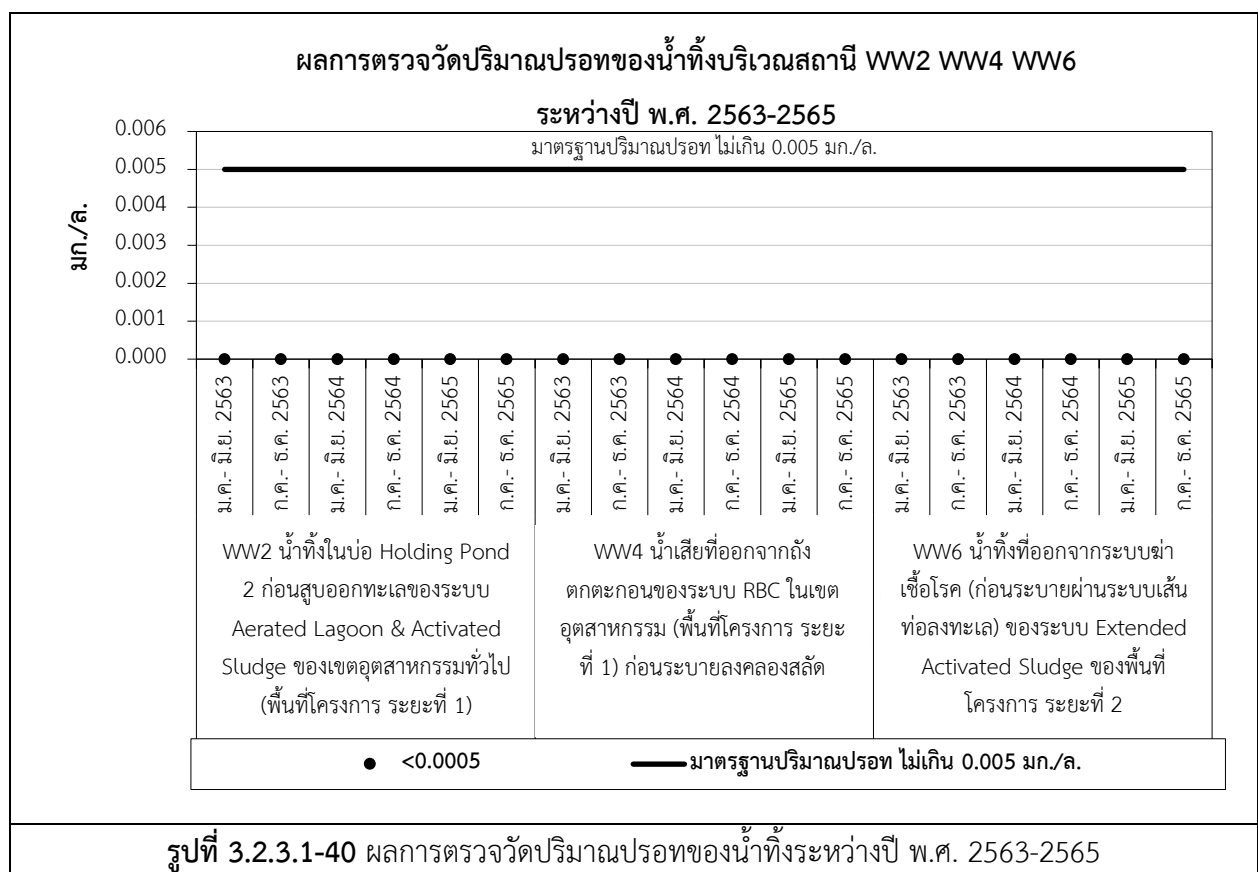 ผลการตรวจวัดปริมาณปรอทของน้ำทิ้งบริเวณสถานี WW2 WW4 WW6
ระหว่างปี พ.ศ. 2563-2565
มาตรฐานปริมาณปรอท ไม่เกิน 0.005 มก./ล.
มก./ล.
0.006
0.005
0.004
0.003
0.002
0.001
0.000
ม.ค.- มิ.ย. 2563
ก.ค.- ธ.ค. 2563
ม.ค.- มิ.ย. 2564
ก.ค.- ธ.ค. 2564
ม.ค.- มิ.ย. 2565
ก.ค.- ธ.ค. 2565
ม.ค.- มิ.ย. 2563
ก.ค.- ธ.ค. 2563
ม.ค.- มิ.ย. 2564
ก.ค.- ธ.ค. 2564
ม.ค.- มิ.ย. 2565
ก.ค.- ธ.ค. 2565
ม.ค.- มิ.ย. 2563
ก.ค.- ธ.ค. 2563
ม.ค.- มิ.ย. 2564
ก.ค.- ธ.ค. 2564
ม.ค.- มิ.ย. 2565
ก.ค.- ธ.ค. 2565
WW2 น้ำทิ้งในบ่อ Holding Pond
2 ก่อนสูบออกทะเลของระบบ
Aerated Lagoon & Activated
Sludge ของเขตอุตสาหกรรมทั่วไป
(พื้นที่โครงการ ระยะที่ 1)
WW4 น้ำเสียที่ออกจากถัง
ตกตะกอนของระบบ RBC ในเขต
อุตสาหกรรม (พื้นที่โครงการ ระยะ
ที่ 1) ก่อนระบายลงคลองสลัด
WW6 น้ำทิ้งที่ออกจากระบบฆ่า
เชื้อโรค (ก่อนระบายผ่านระบบเส้น
ท่อลงทะเล) ของระบบ Extended
Activated Sludge ของพื้นที่
โครงการ ระยะที่ 2
<0.0005
มาตรฐานปริมาณปรอท ไม่เกิน 0.005 มก./ล.
รูปที่ 3.2.3.1-40 ผลการตรวจวัดปริมาณปรอทของน้ำทิ้งระหว่างปี พ.ศ. 2563-2565